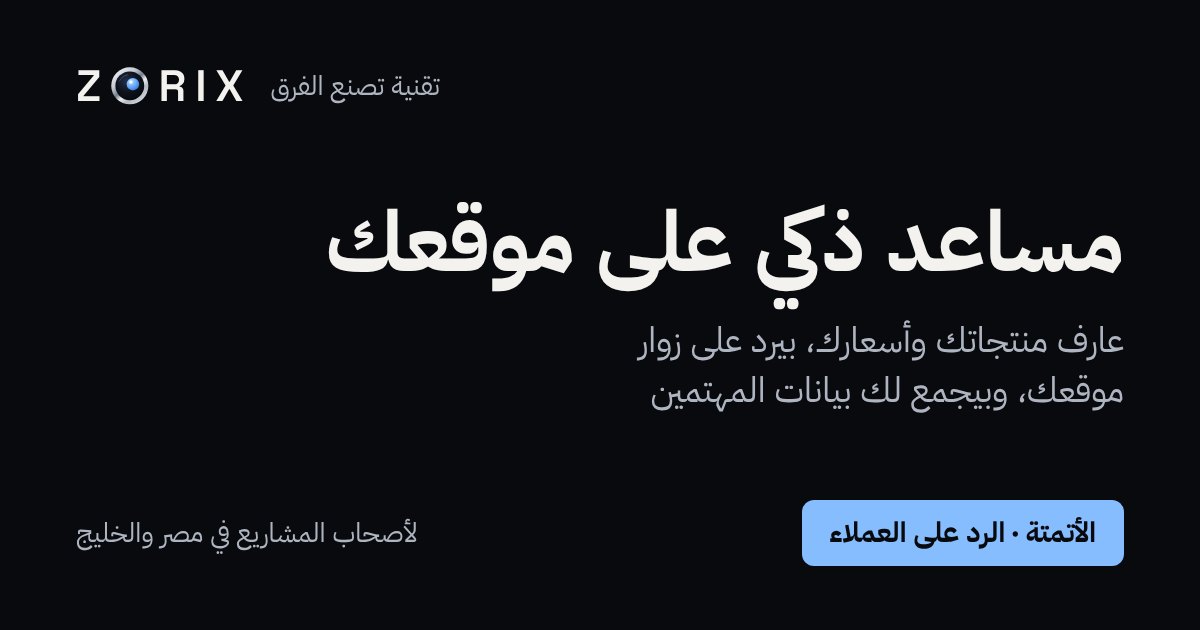 ZORIX تقنية تصنع الفرق
مساعد ذكي على موقعك
عارف منتجاتك وأسعارك، بيرد على زوار
موقعك، وبيجمع لك بيانات المهتمين
الأتمتة · الرد على العملاء
لأصحاب المشاريع في مصر والخليج